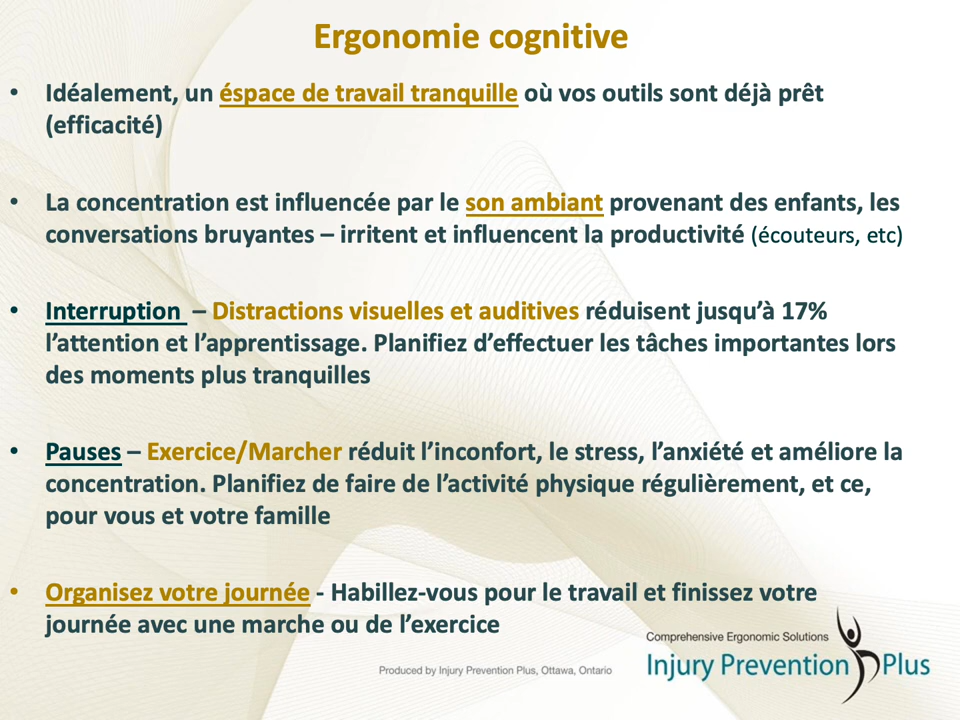 Ergonomie cognitive
• Idéalement, un éspace de travail tranquille où vos outils sont déjà prêt
(efficacité)
• La concentration est influencée par le son ambiant provenant des enfants, les
conversations bruyantes – irritent et influencent la productivité (écouteurs, etc)
• Interruption – Distractions visuelles et auditives réduisent jusqu’à 17%
l’attention et l’apprentissage. Planifiez d’effectuer les tâches importantes lors
des moments plus tranquilles
• Pauses – Exercice/Marcher réduit l’inconfort, le stress, l’anxiété et améliore la
concentration. Planifiez de faire de l’activité physique régulièrement, et ce,
pour vous et votre famille
• Organisez votre journée - Habillez-vous pour le travail et finissez votre
journée avec une marche ou de l’exercice
Comprehensive Ergonomic Solutions
Injury Prevention Plus
Produced by Injury Prevention Plus, Ottawa, Ontario